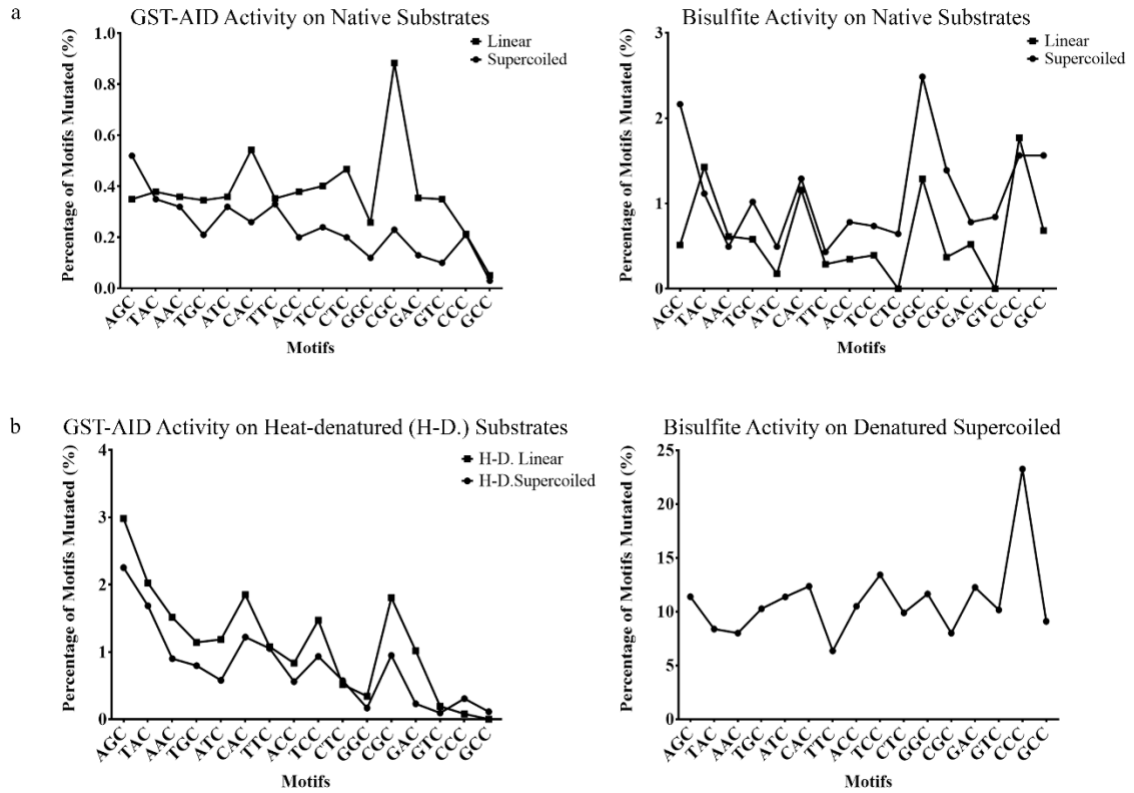 a
GST-AID Activity on Native Substrates
Linear
Supercoiled
Percentage of Motifs Mutated (%)
1.0
0.8
0.6
0.4
0.2
0.0
AGC TAC AAC TGC ATC CAC TTC ACC TCC CTC GGC CGC GAC GTC CCC GCC
Motifs
Bisulfite Activity on Native Substrates
Linear
Supercoiled
Percentage of Motifs Mutated (%)
3
2
1
0
AGC TAC AAC TGC ATC CAC TTC ACC TCC CTC GGC CGC GAC GTC CCC GCC
Motifs
b
GST-AID Activity on Heat-denatured (H-D.) Substrates
H-D. Linear
H-D.Supercoiled
Percentage of Motifs Mutated (%)
4
3
2
1
0
AGC TAC AAC TGC ATC CAC TTC ACC TCC CTC GGC CGC GAC GTC CCC GCC
Motifs
Bisulfite Activity on Denatured Supercoiled
Percentage of Motifs Mutated (%)
25
20
15
10
5
0
AGC TAC AAC TGC ATC CAC TTC ACC TCC CTC GGC CGC GAC GTC CCC GCC
Motifs